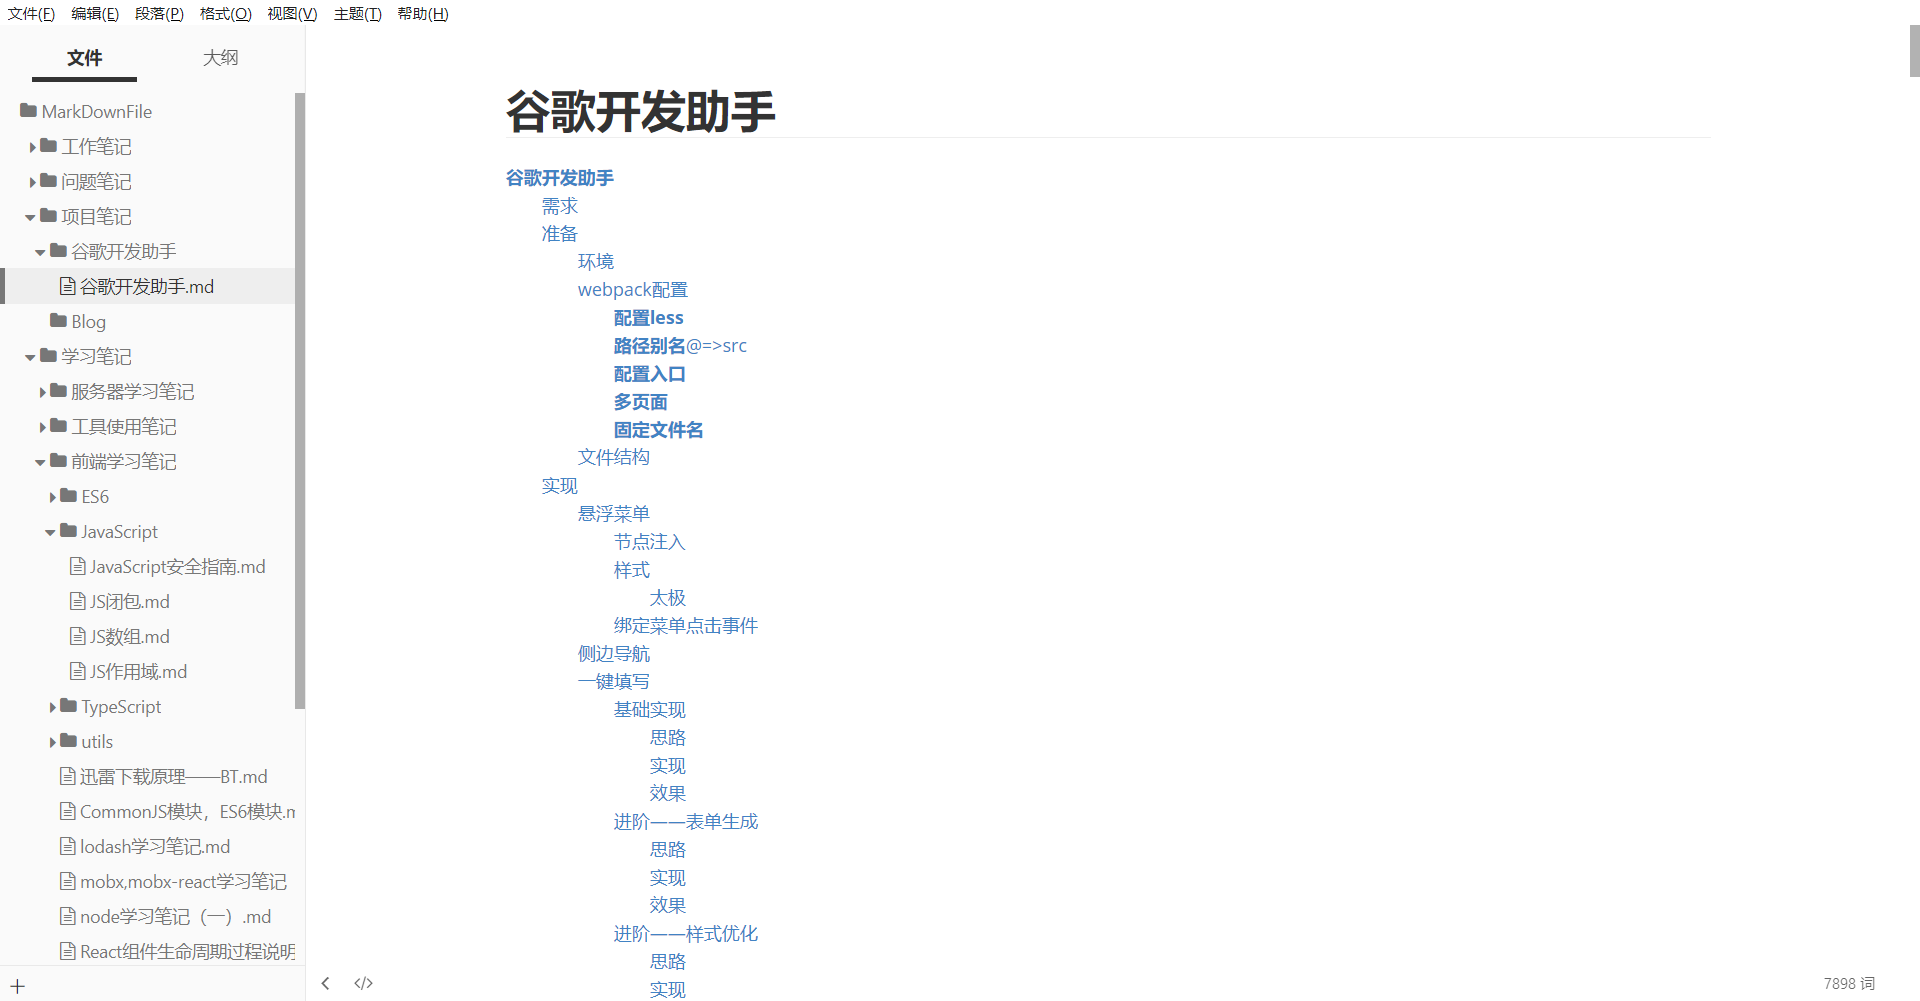 文件(F) 编辑(E) 段落(P) 格式(O) 视图(V) 主题(T) 帮助(H)
文件 大纲
MarkDownFile
工作笔记
问题笔记
项目笔记
谷歌开发助手
谷歌开发助手.md
Blog
学习笔记
服务器学习笔记
工具使用笔记
前端学习笔记
ES6
JavaScript
JavaScript安全指南.md
JS闭包.md
JS数组.md
JS作用域.md
TypeScript
utils
迅雷下载原理——BT.md
CommonJS模块，ES6模块.m
lodash学习笔记.md
mobx,mobx-react学习笔记
node学习笔记（一）.md
React组件生命周期过程说明
谷歌开发助手
谷歌开发助手
需求
准备
环境
webpack配置
配置less
路径别名@=>src
配置入口
多页面
固定文件名
文件结构
实现
悬浮菜单
节点注入
样式
太极
绑定菜单点击事件
侧边导航
一键填写
基础实现
思路
实现
效果
进阶——表单生成
思路
实现
效果
进阶——样式优化
思路
实现
7898 词